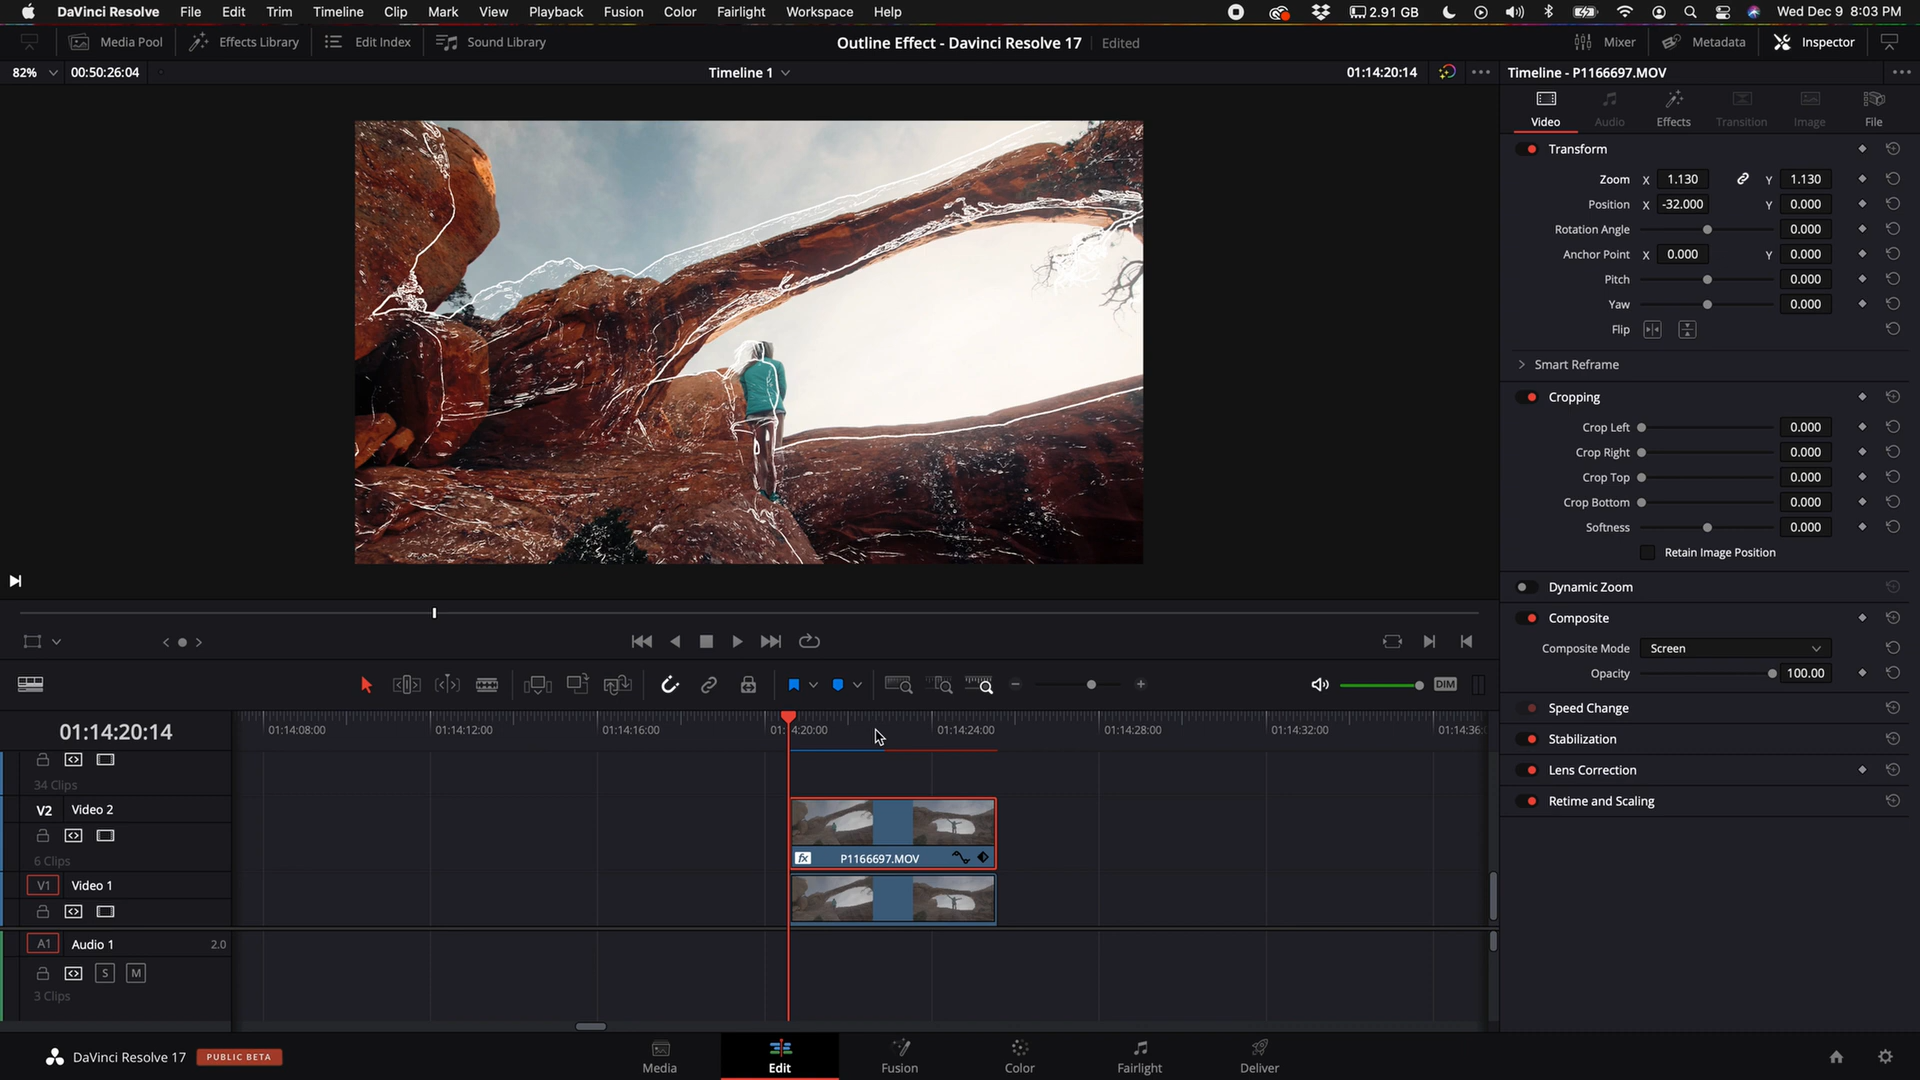 DaVinci Resolve File Edit Trim Timeline Clip Mark View Playback Fusion Color Fairlight Workspace Help 2.91 GB Wed Dec 9 8:03 PM
Media Pool Effects Library Edit Index Sound Library Outline Effect - Davinci Resolve 17 Edited Mixer Metadata Inspector
82% 00:50:26:04 Timeline 1 01:14:20:14 Timeline - P1166697.MOV
Video Audio Effects Transition Image File
Transform
Zoom X 1.130 Y 1.130
Position X -32.000 Y 0.000
Rotation Angle 0.000
Anchor Point X 0.000 Y 0.000
Pitch 0.000
Yaw 0.000
Flip
Smart Reframe
Cropping
Crop Left 0.000
Crop Right 0.000
Crop Top 0.000
Crop Bottom 0.000
Softness 0.000
Retain Image Position
Dynamic Zoom
Composite
Composite Mode Screen
Opacity 100.00
Speed Change
Stabilization
Lens Correction
Retime and Scaling
DIM
01:14:20:14 01:14:08:00 01:14:12:00 01:14:16:00 01:14:20:00 01:14:24:00 01:14:28:00 01:14:32:00 01:14:36:
34 Clips
V2 Video 2
6 Clips
fx P1166697.MOV
V1 Video 1
A1 Audio 1 2.0
S M
3 Clips
DaVinci Resolve 17 PUBLIC BETA Media Edit Fusion Color Fairlight Deliver